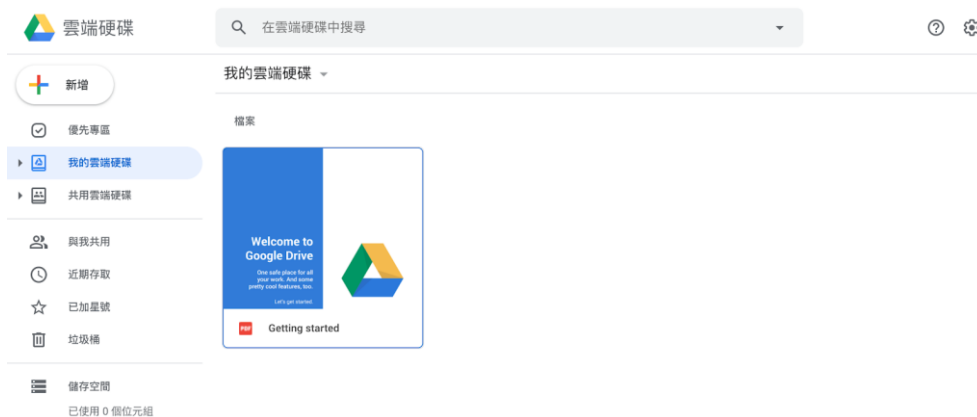 雲端硬碟
在雲端硬碟中搜尋
新增
優先專區
我的雲端硬碟
共用雲端硬碟
與我共用
近期存取
已加星號
垃圾桶
儲存空間
已使用 0 個位元組
我的雲端硬碟
檔案
Welcome to
Google Drive
One safe place for all
your work. And some
pretty cool features, too.
Let's get started.
PDF
Getting started